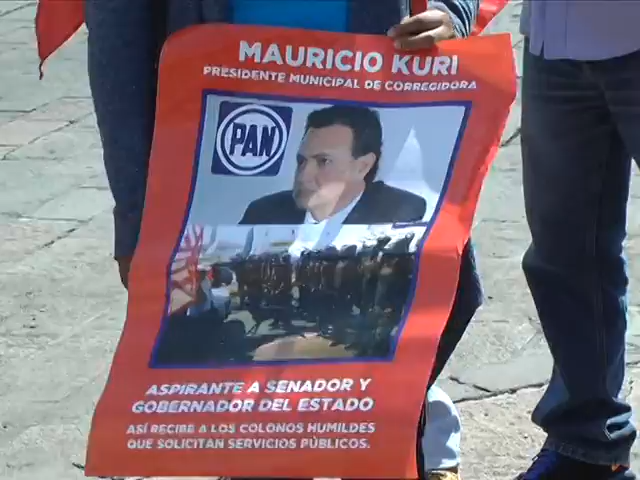 MAURICIO KURI
PRESIDENTE MUNICIPAL DE CORREGIDORA
PAN
ASPIRANTE A SENADOR Y
GOBERNADOR DEL ESTADO
ASÍ RECIBE A LOS COLONOS HUMILDES
QUE SOLICITAN SERVICIOS PÚBLICOS.